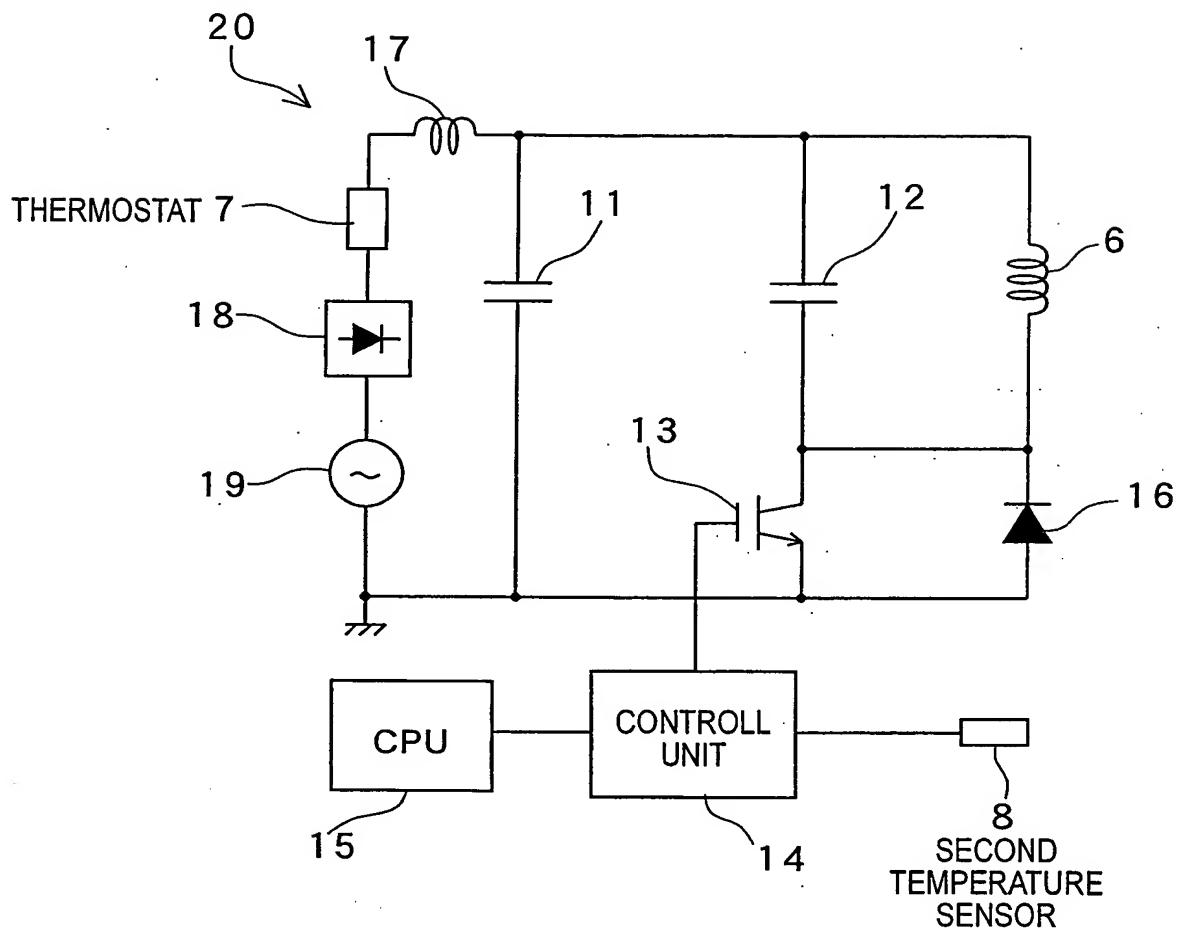 20
17
THERMOSTAT 7
11
12
6
18
13
19
16
CPU
CONTROLL
UNIT
15
14
8
SECOND
TEMPERATURE
SENSOR